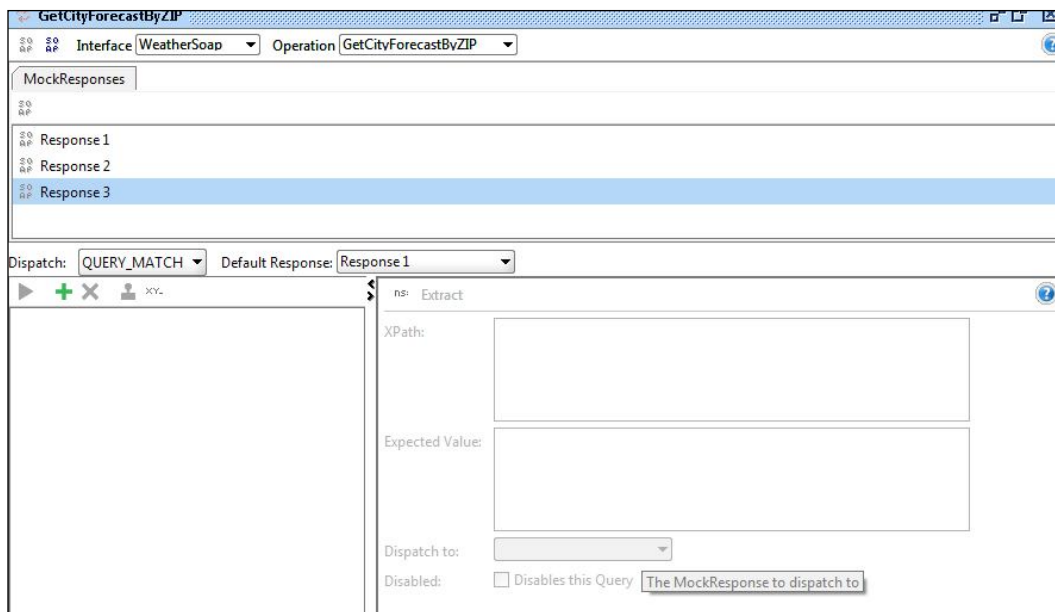 GetCityForecastByZIP
Interface WeatherSoap Operation GetCityForecastByZIP
MockResponses
Response 1
Response 2
Response 3
Dispatch: QUERY_MATCH Default Response: Response 1
XY= ns: Extract
XPath:
Expected Value:
Dispatch to:
Disabled: Disables this Query The MockResponse to dispatch to